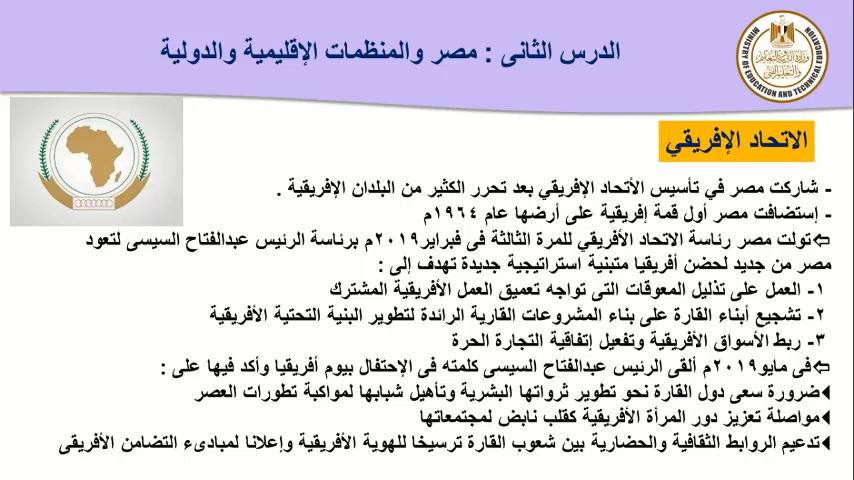 الدرس الثانى : مصر والمنظمات الإقليمية والدولية
MINISTRY OF EDUCATION AND TECHNICAL EDUCATION
الاتحاد الإفريقي
- شاركت مصر في تأسيس الأتحاد الإفريقي بعد تحرر الكثير من البلدان الإفريقية .
- إستضافت مصر أول قمة إفريقية على أرضها عام ١٩٦٤م
⇦تولت مصر رئاسة الاتحاد الأفريقي للمرة الثالثة فى فبراير٢٠١٩م برئاسة الرئيس عبدالفتاح السيسى لتعود
مصر من جديد لحضن أفريقيا متبنية استراتيجية جديدة تهدف إلى :
١- العمل على تذليل المعوقات التى تواجه تعميق العمل الأفريقية المشترك
٢- تشجيع أبناء القارة على بناء المشروعات القارية الرائدة لتطوير البنية التحتية الأفريقية
٣- ربط الأسواق الأفريقية وتفعيل إتفاقية التجارة الحرة
⇦فى مايو٢٠١٩م ألقى الرئيس عبدالفتاح السيسى كلمته فى الإحتفال بيوم أفريقيا وأكد فيها على :
◀ضرورة سعى دول القارة نحو تطوير ثرواتها البشرية وتأهيل شبابها لمواكبة تطورات العصر
◀مواصلة تعزيز دور المرأة الأفريقية كقلب نابض لمجتمعاتها
◀تدعيم الروابط الثقافية والحضارية بين شعوب القارة ترسيخا للهوية الأفريقية وإعلانا لمبادىء التضامن الأفريقى